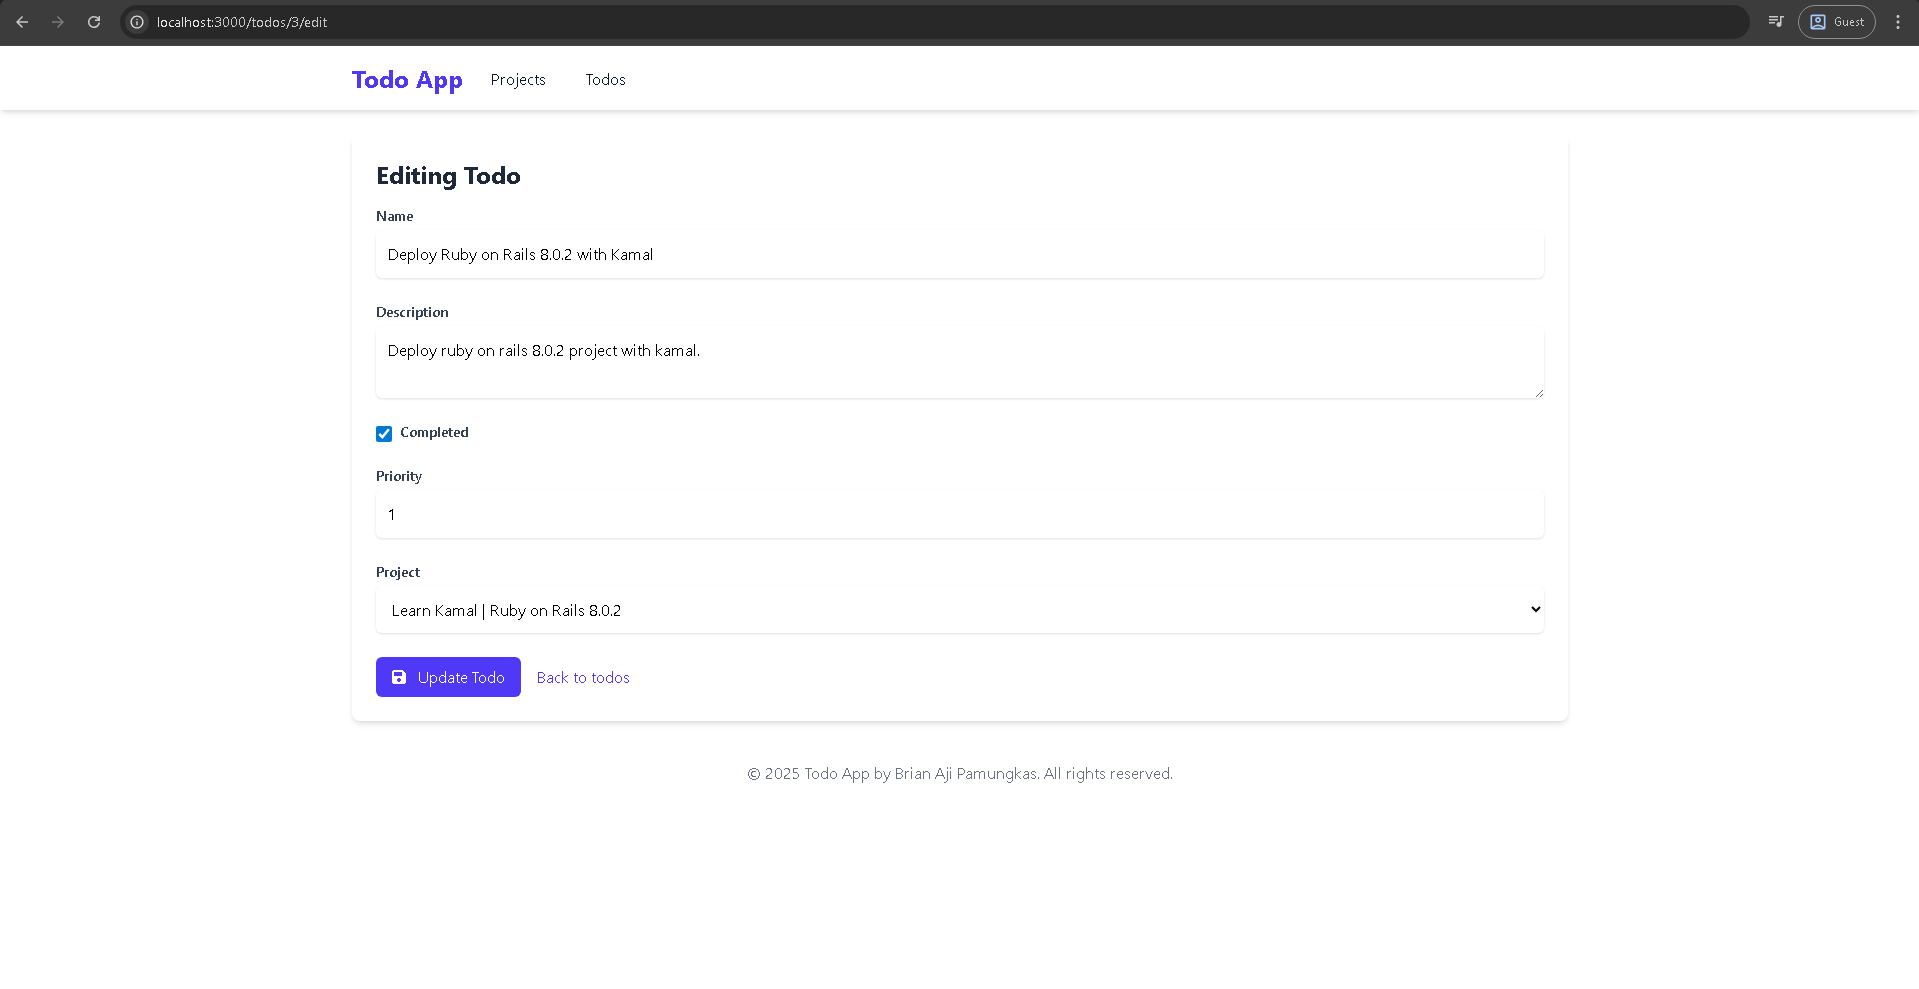 localhost:3000/todos/3/edit
Guest
Todo App Projects Todos
Editing Todo
Name
Deploy Ruby on Rails 8.0.2 with Kamal
Description
Deploy ruby on rails 8.0.2 project with kamal.
Completed
Priority
1
Project
Learn Kamal | Ruby on Rails 8.0.2
Update Todo Back to todos
© 2025 Todo App by Brian Aji Pamungkas. All rights reserved.